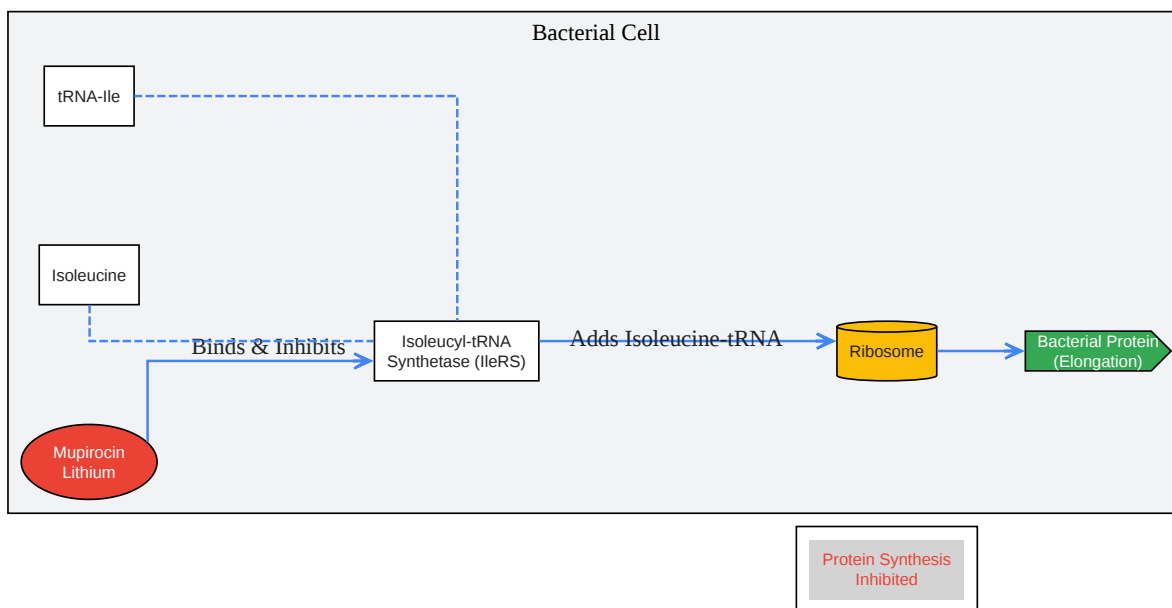 Bacterial Cell
tRNA-Ile
Isoleucine
Binds & Inhibits
Isoleucyl-tRNA
Synthetase (IleRS)
Adds Isoleucine-tRNA
Ribosome
Bacterial Protein
(Elongation)
Mupirocin
Lithium
Protein Synthesis
Inhibited